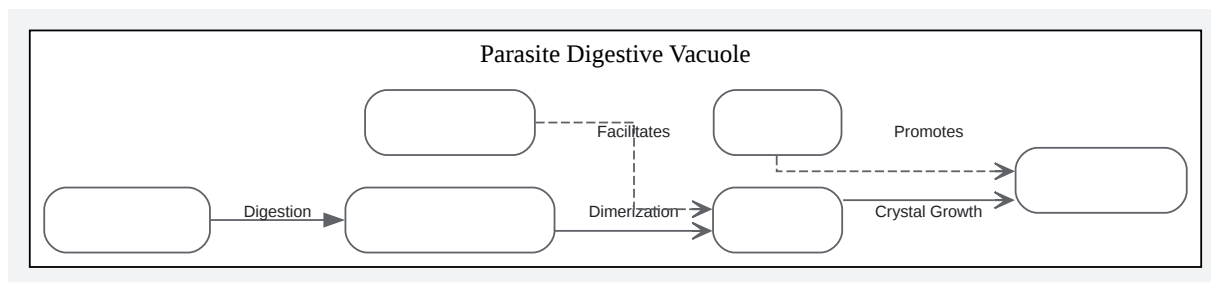 Parasite Digestive Vacuole
Facilitates
Promotes
Digestion
Dimerization
Crystal Growth